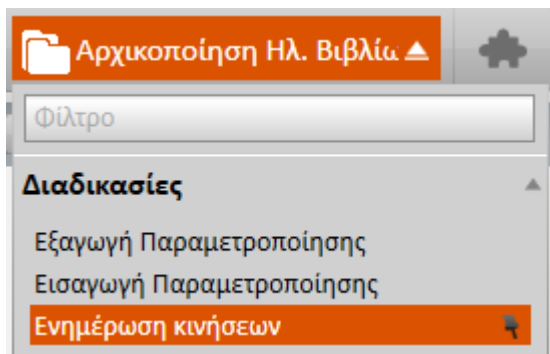 Αρχικοποίηση Ηλ. Βιβλίω
Φίλτρο
Διαδικασίες
Εξαγωγή Παραμετροποίησης
Εισαγωγή Παραμετροποίησης
Ενημέρωση κινήσεων